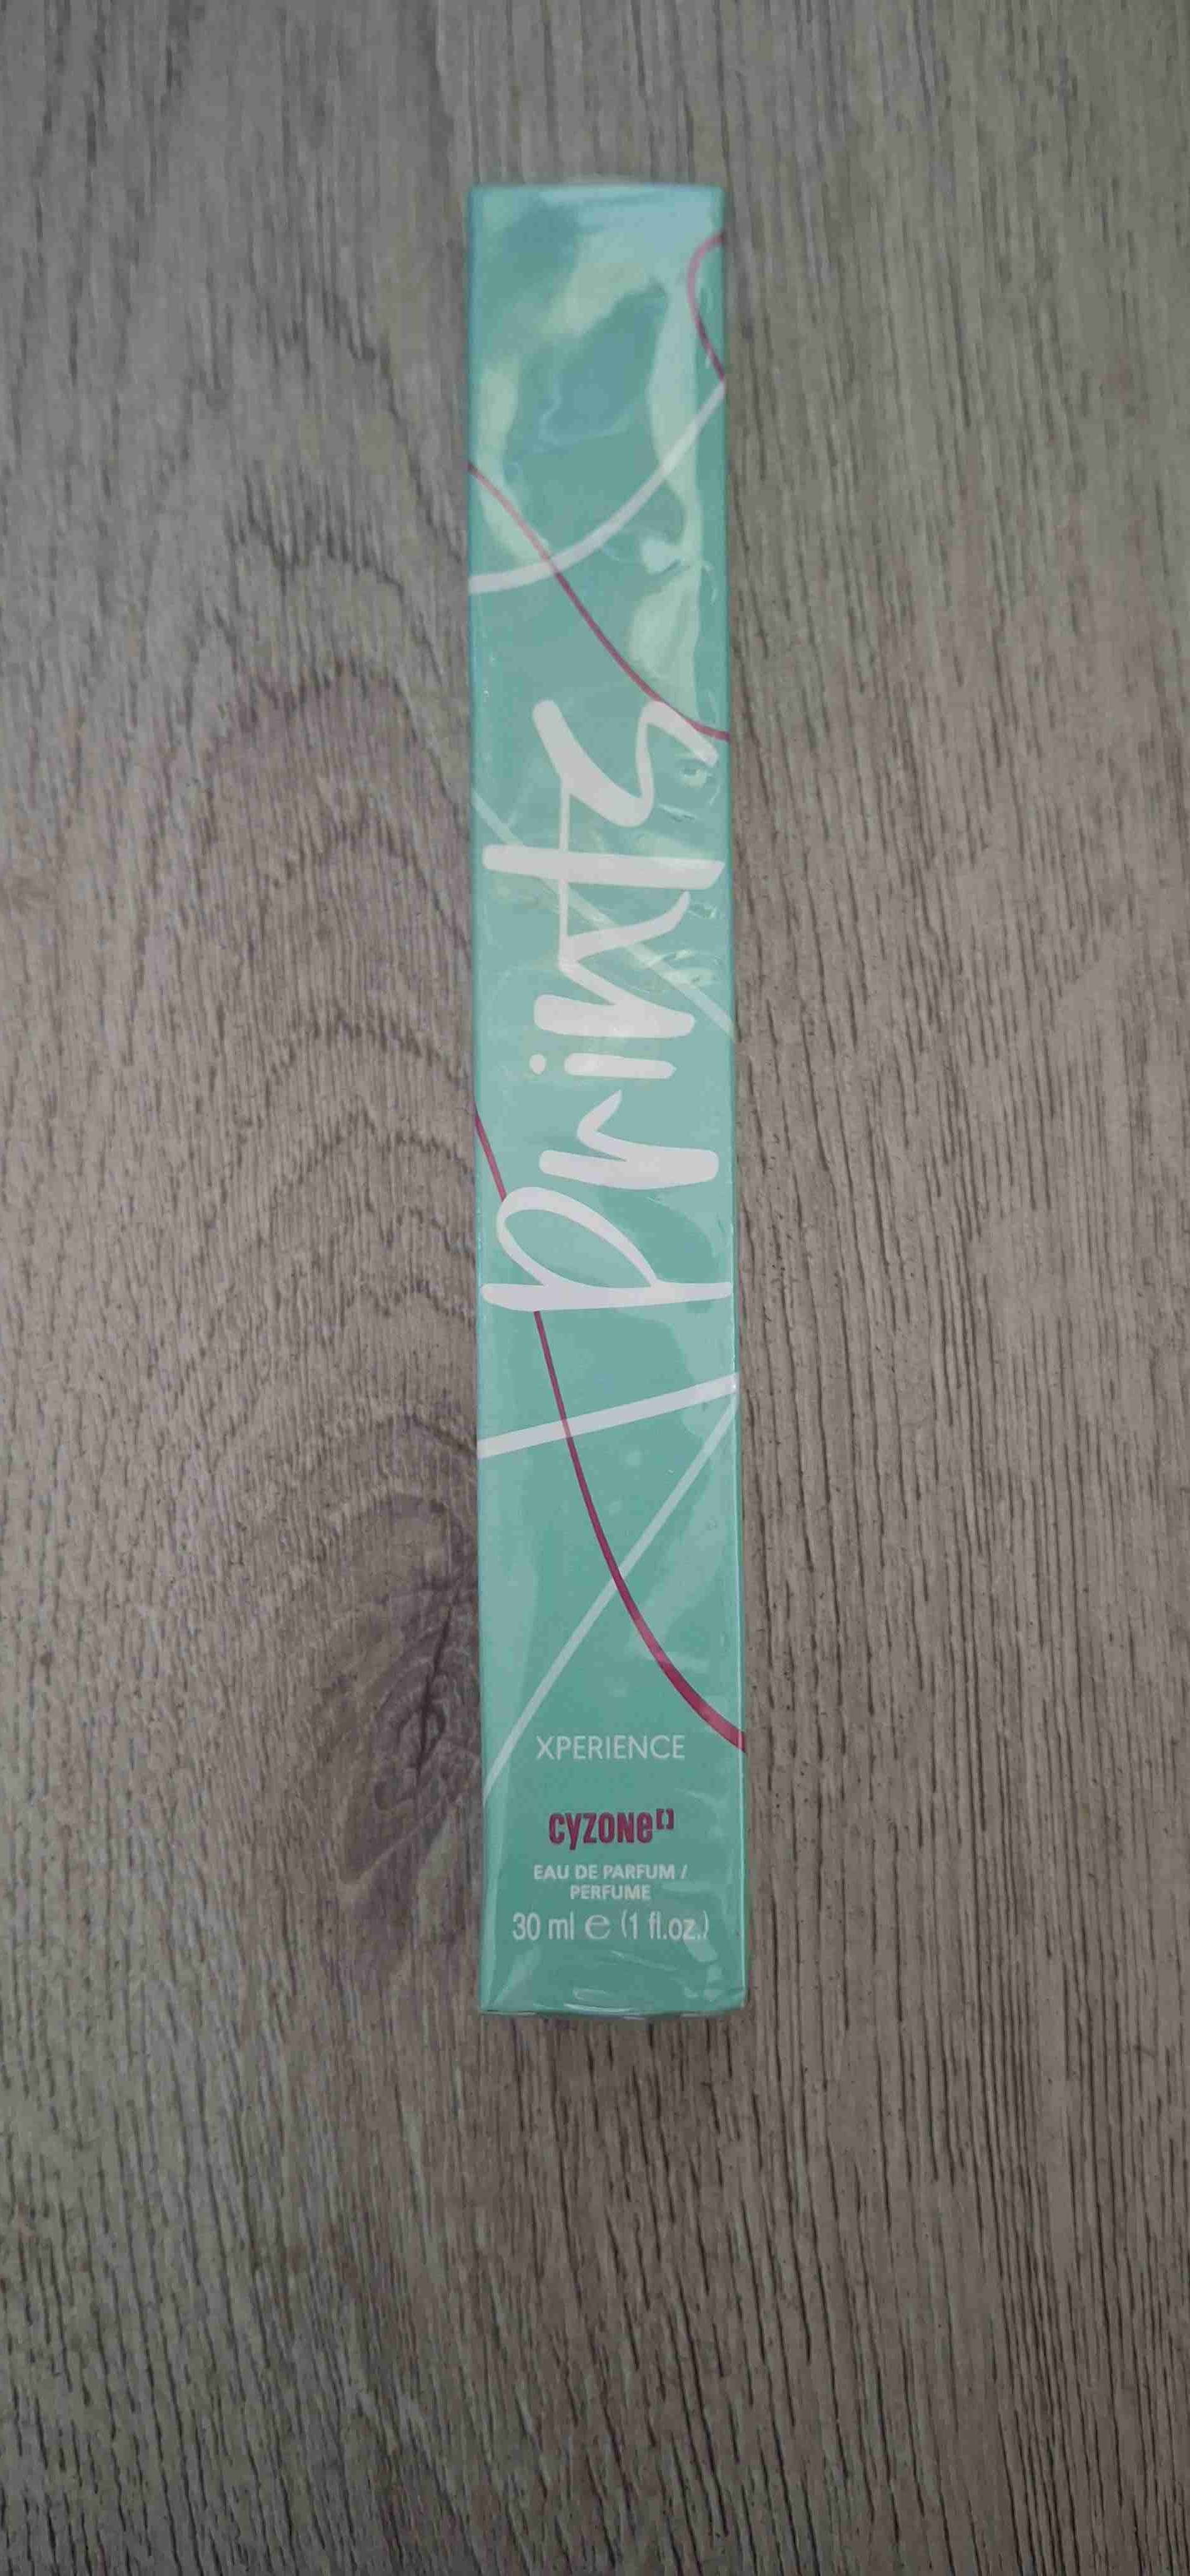 prints
XPERIENCE
cyzone[]
EAU DE PARFUM /
PERFUME
30 ml ℮ (1 fl.oz.)